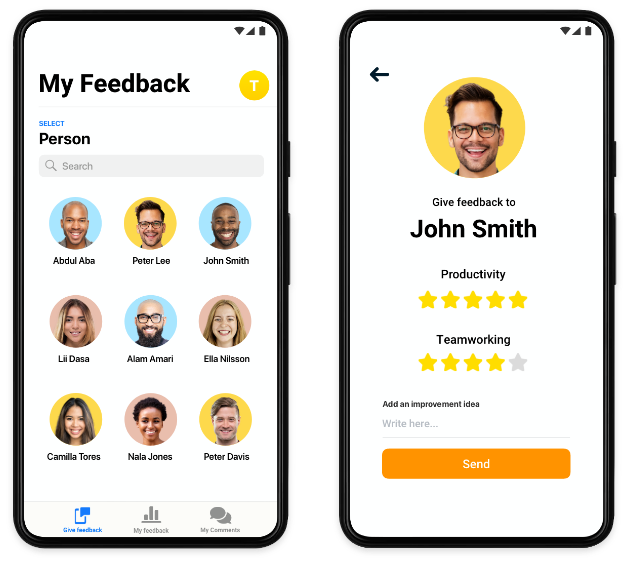 My Feedback
T
SELECT
Person
Search
Abdul Aba
Peter Lee
John Smith
Lii Dasa
Alam Amari
Ella Nilsson
Camilla Tores
Nala Jones
Peter Davis
Give feedback
My feedback
My Comments
Give feedback to
John Smith
Productivity
Teamworking
Add an improvement idea
Write here...
Send